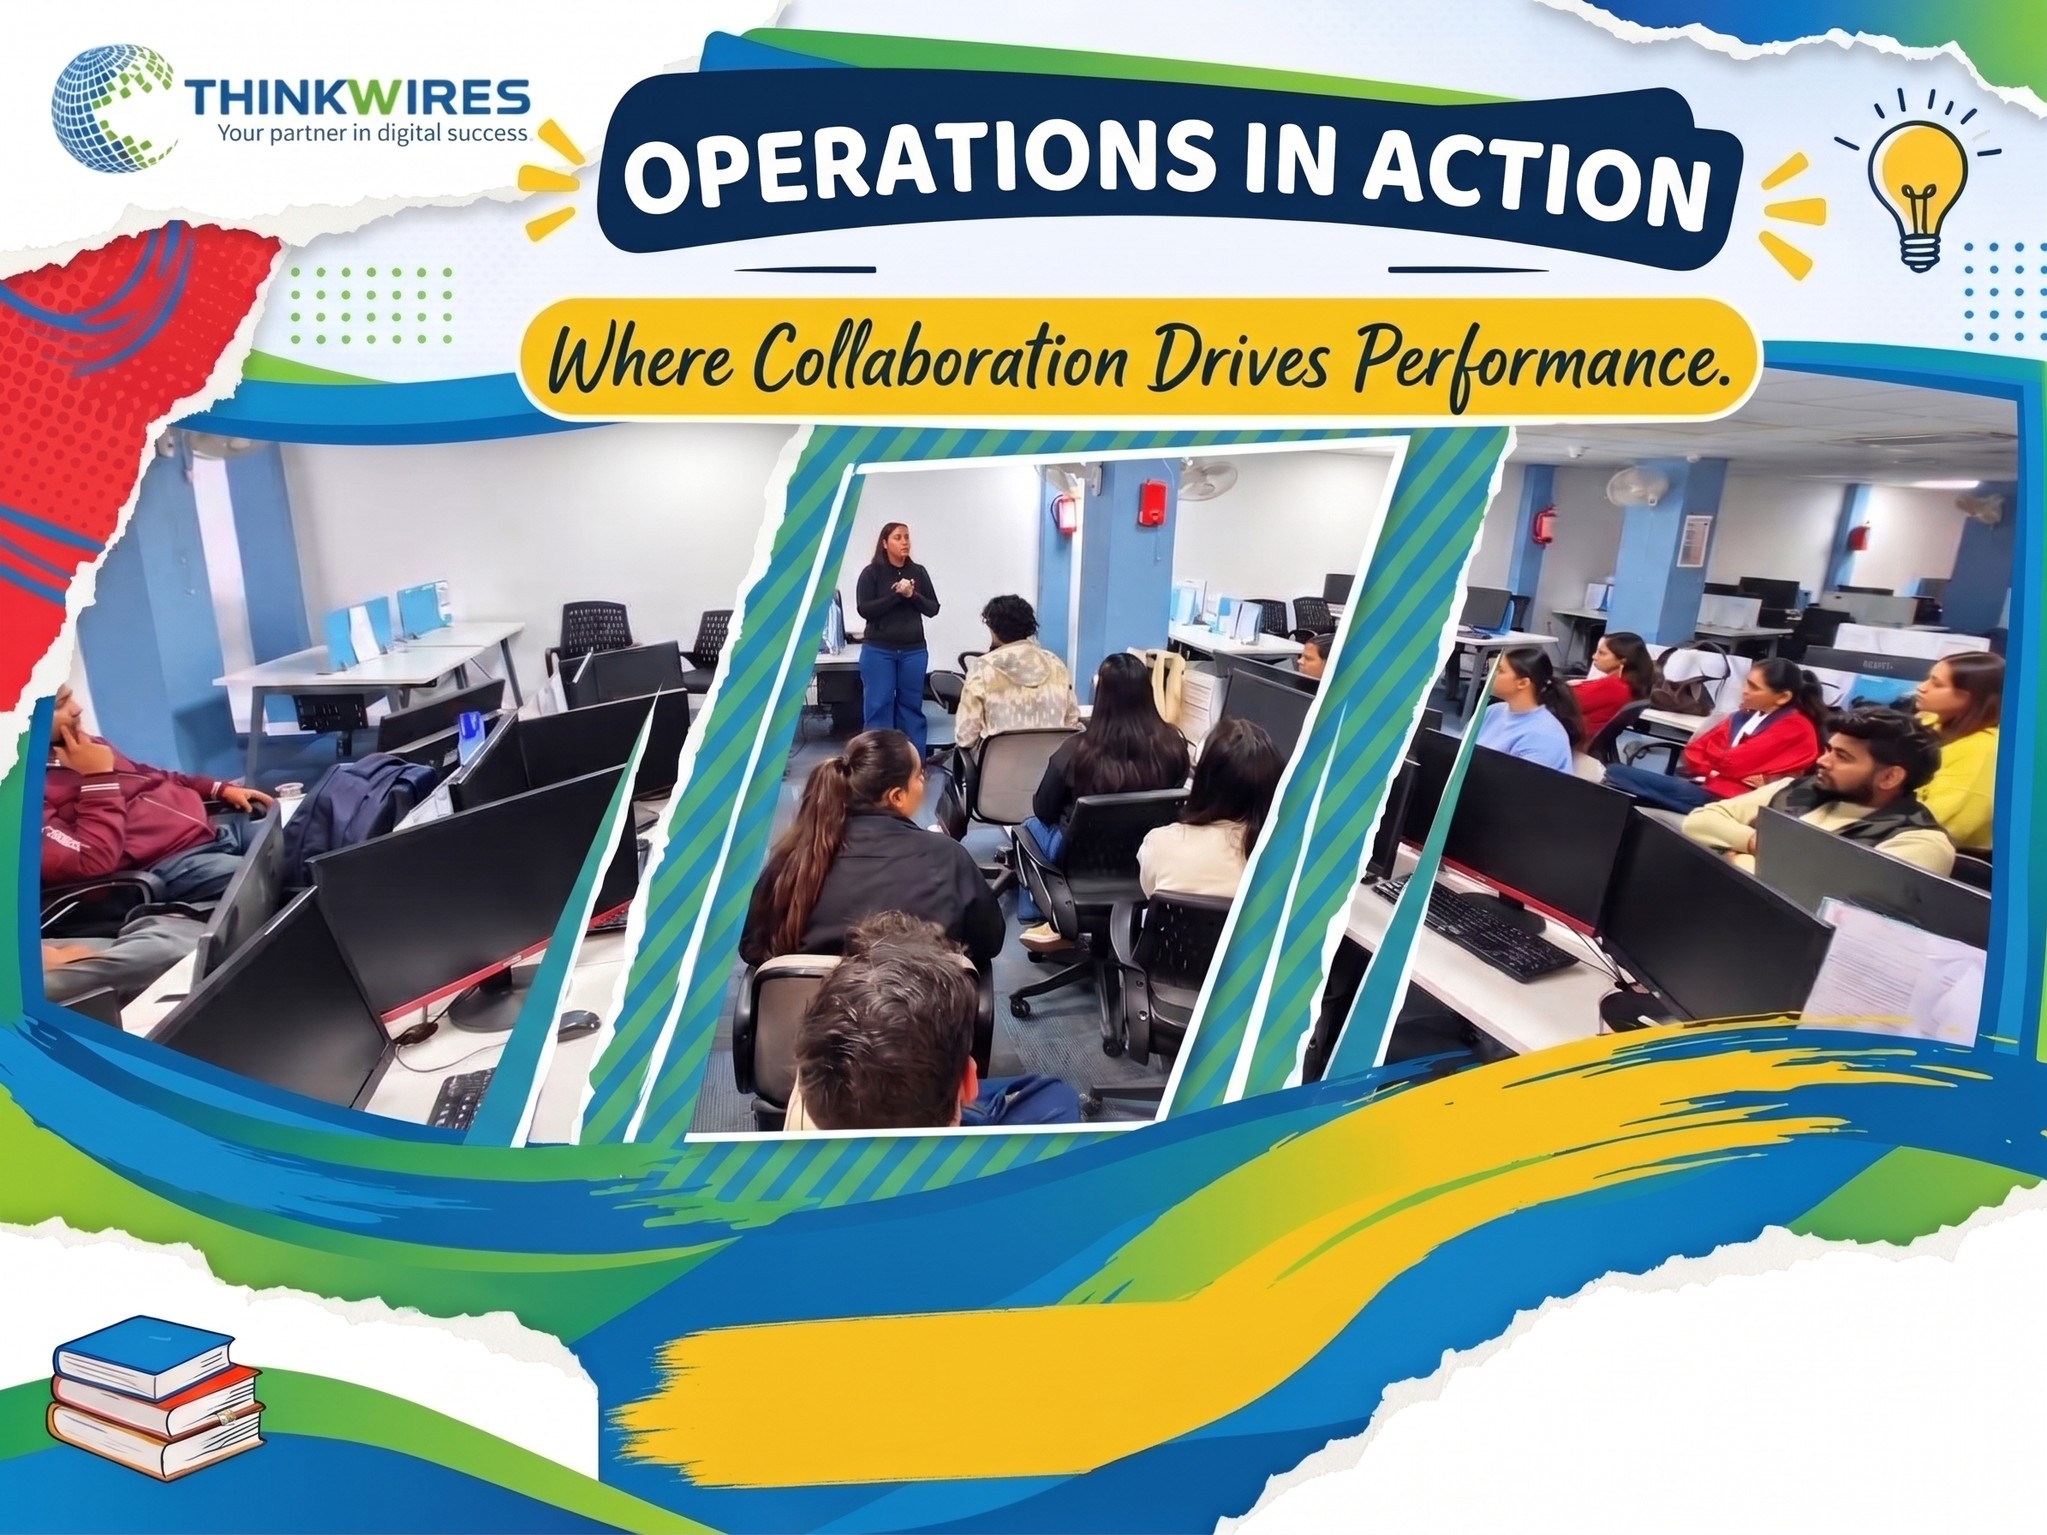 THINKWIRES
Your partner in digital success
OPERATIONS IN ACTION
Where Collaboration Drives Performance.